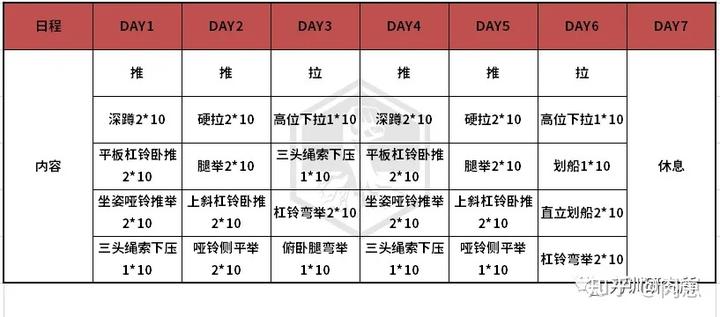 日程 DAY1 DAY2 DAY3 DAY4 DAY5 DAY6 DAY7
内容 推 推 拉 推 推 拉 休息
深蹲2*10 硬拉2*10 高位下拉1*10 深蹲2*10 硬拉2*10 高位下拉1*10
平板杠铃卧推2*10 腿举2*10 三头绳索下压1*10 平板杠铃卧推2*10 腿举2*10 划船1*10
坐姿哑铃推举2*10 上斜杠铃卧推2*10 杠铃弯举2*10 坐姿哑铃推举2*10 上斜杠铃卧推2*10 直立划船2*10
三头绳索下压1*10 哑铃侧平举2*10 俯卧腿弯举1*10 三头绳索下压1*10 哑铃侧平举1*10 杠铃弯举2*10
知乎